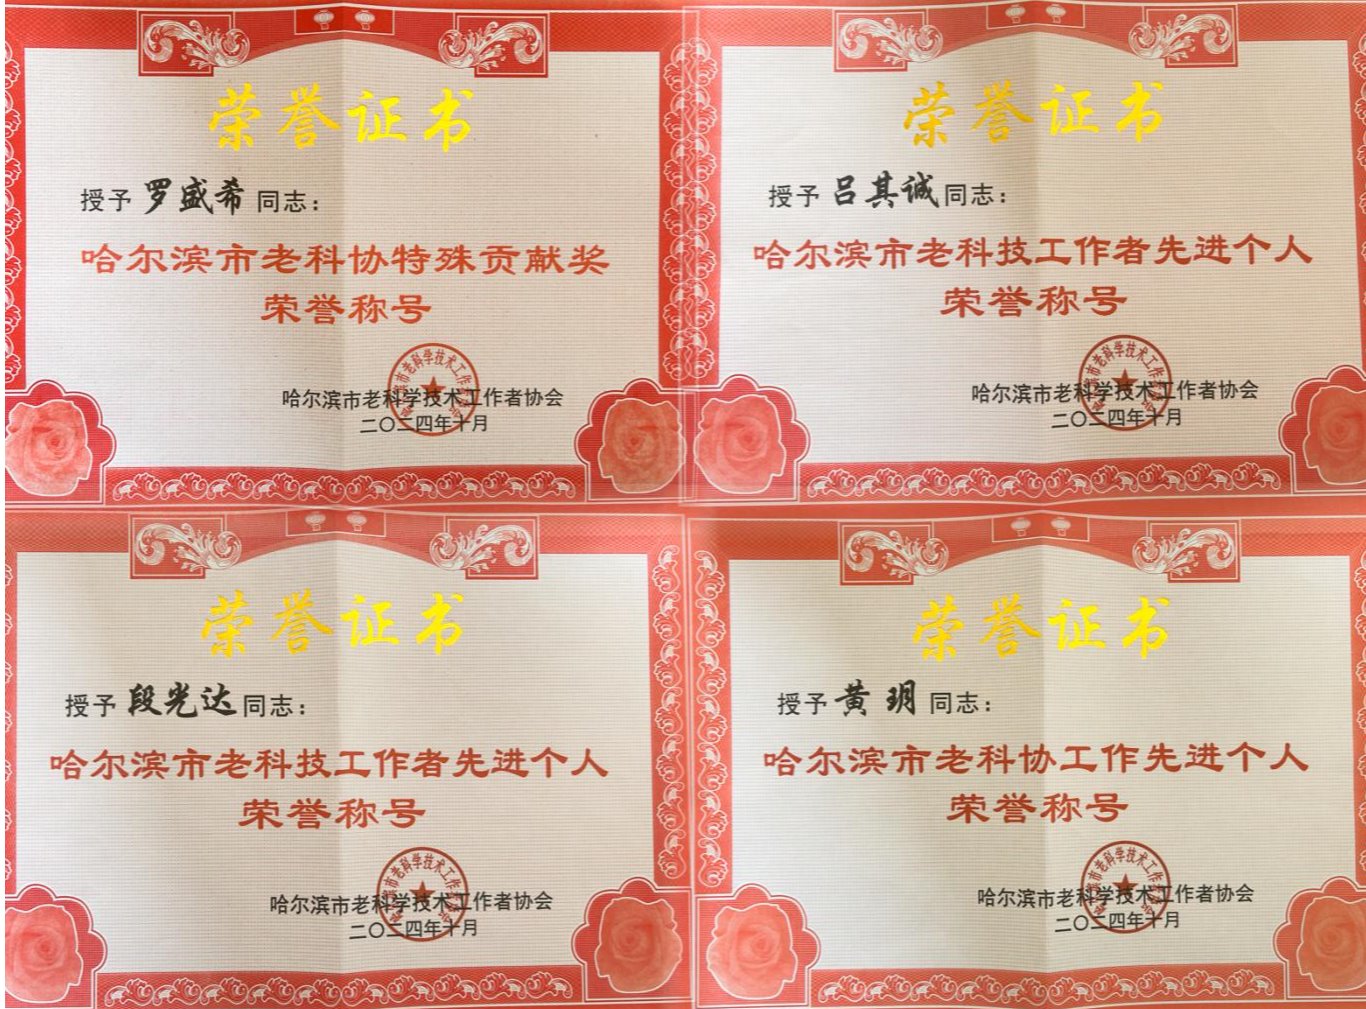 荣誉证书
授予 罗盛希 同志：
哈尔滨市老科协特殊贡献奖
荣誉称号
哈尔滨市老科学技术工作者协会
二〇二四年十月
荣誉证书
授予 吕其诚 同志：
哈尔滨市老科技工作者先进个人
荣誉称号
哈尔滨市老科学技术工作者协会
二〇二四年十月
荣誉证书
授予 段光达 同志：
哈尔滨市老科技工作者先进个人
荣誉称号
哈尔滨市老科学技术工作者协会
二〇二四年十月
荣誉证书
授予 黄玥 同志：
哈尔滨市老科协工作先进个人
荣誉称号
哈尔滨市老科学技术工作者协会
二〇二四年十月